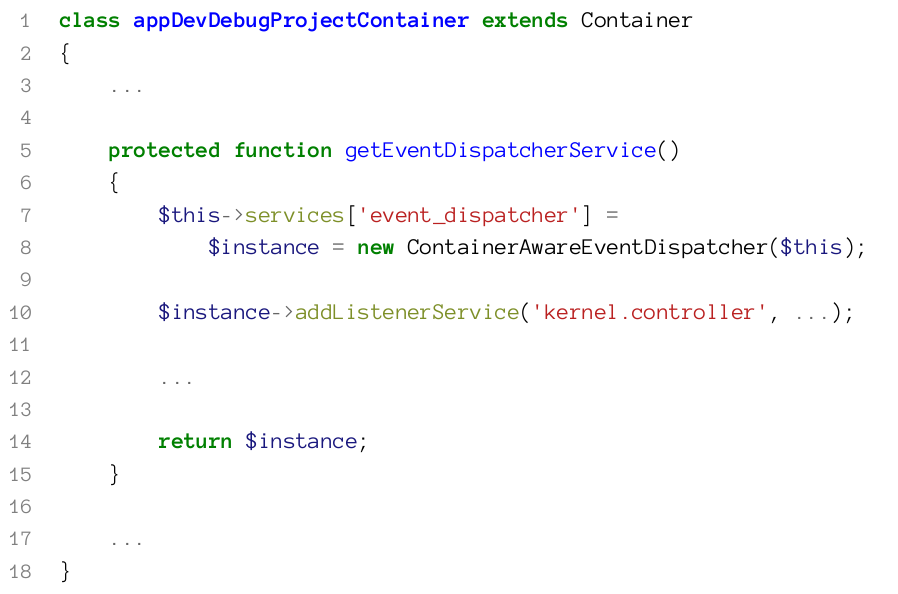 1 class appDevDebugProjectContainer extends Container
2 {
3     ...
4
5     protected function getEventDispatcherService()
6     {
7         $this->services['event_dispatcher'] =
8             $instance = new ContainerAwareEventDispatcher($this);
9
10         $instance->addListenerService('kernel.controller', ...);
11
12         ...
13
14         return $instance;
15     }
16
17     ...
18 }